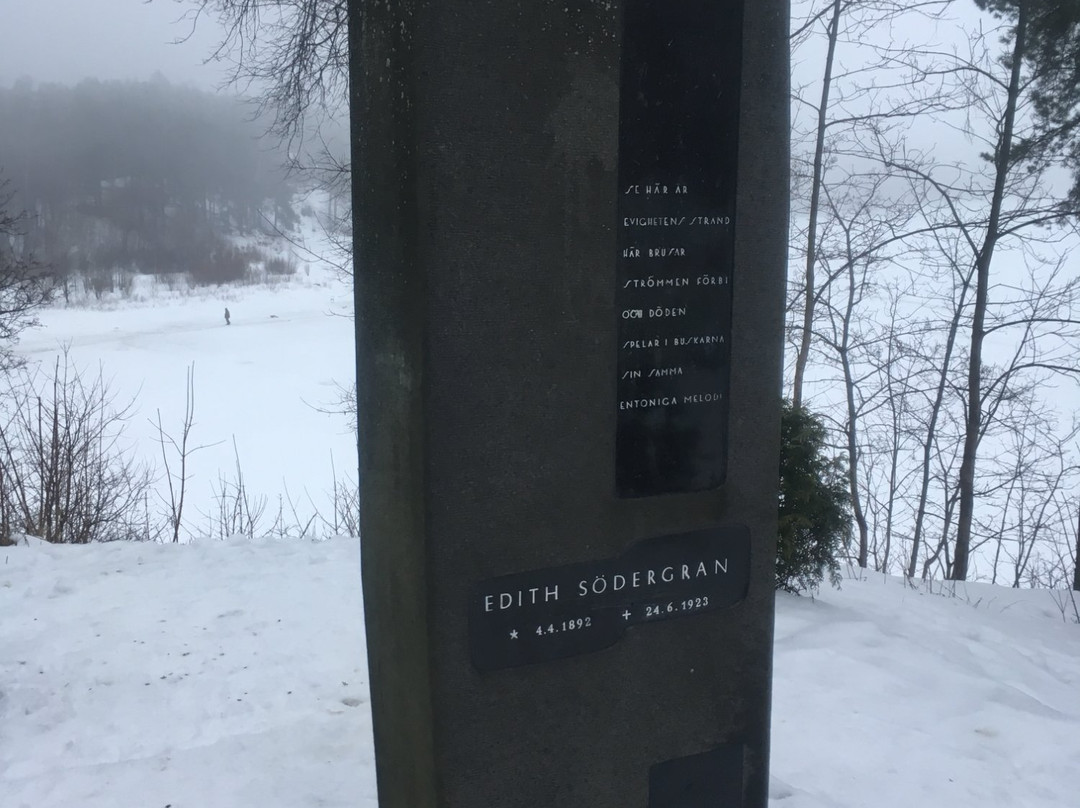 SE HÄR ÄR
EVIGHETENS STRAND
HÄR BRUSAR
STRÖMMEN FÖRBI
OCH DÖDEN
SPELAR I BUSKARNA
SIN SAMMA
ENTONIGA MELODI
EDITH SÖDERGRAN
* 4.4.1892 + 24.6.1923